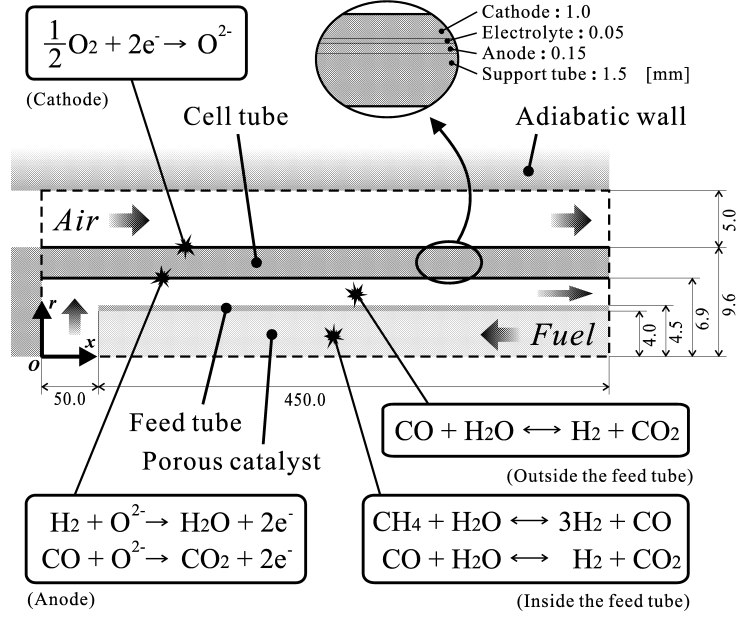 1/2 O2 + 2e- → O2-
(Cathode)
Cathode : 1.0
Electrolyte : 0.05
Anode : 0.15
Support tube : 1.5 [mm]
Cell tube
Adiabatic wall
Air
5.0
9.6
6.9
4.5
4.0
r
x
o
Fuel
50.0
450.0
Feed tube
Porous catalyst
CO + H2O ↔ H2 + CO2
(Outside the feed tube)
H2 + O2- → H2O + 2e-
CO + O2- → CO2 + 2e-
(Anode)
CH4 + H2O ↔ 3H2 + CO
CO + H2O ↔ H2 + CO2
(Inside the feed tube)